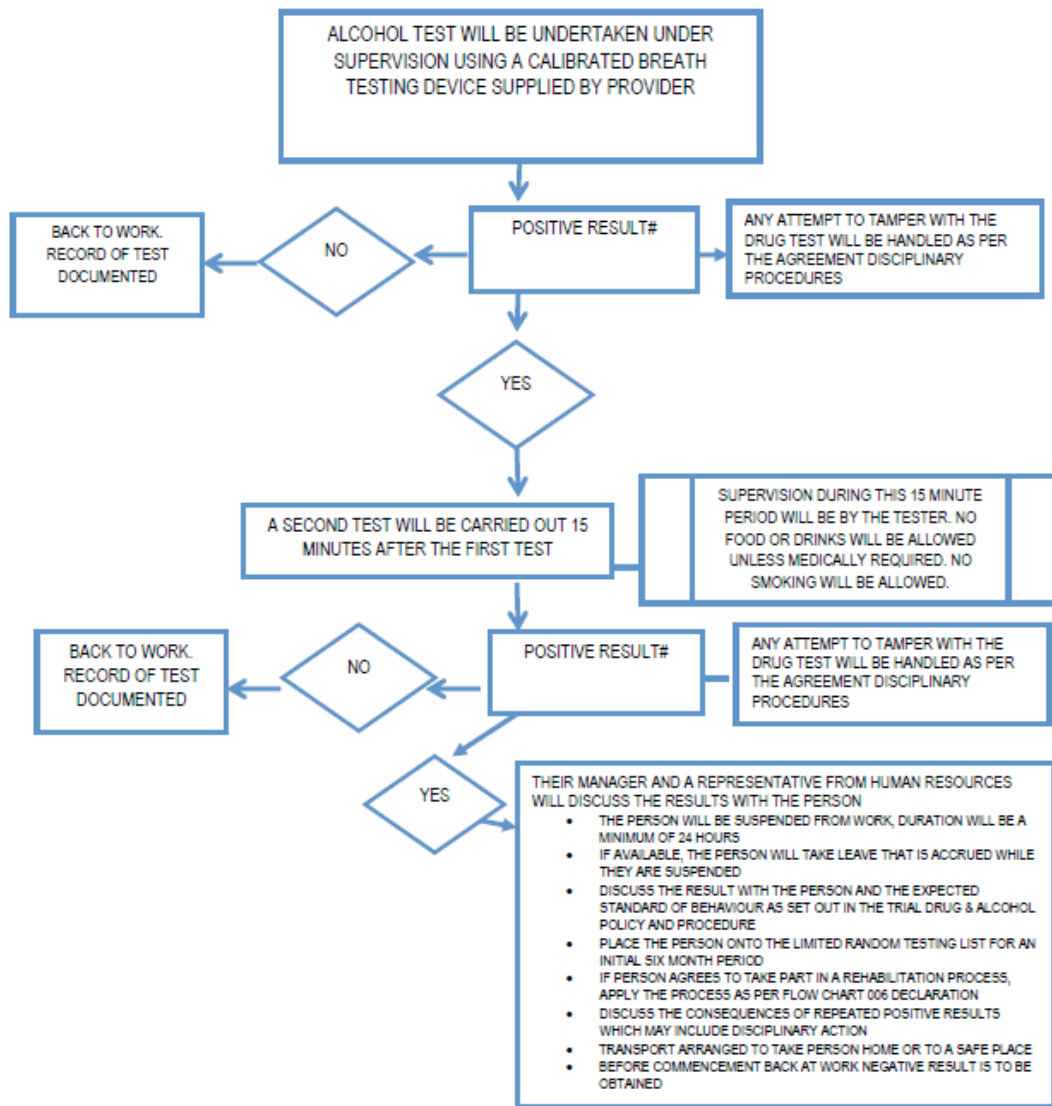 ALCOHOL TEST WILL BE UNDERTAKEN UNDER
SUPERVISION USING A CALIBRATED BREATH
TESTING DEVICE SUPPLIED BY PROVIDER
BACK TO WORK.
RECORD OF TEST
DOCUMENTED
NO
POSITIVE RESULT#
ANY ATTEMPT TO TAMPER WITH THE
DRUG TEST WILL BE HANDLED AS PER
THE AGREEMENT DISCIPLINARY
PROCEDURES
YES
A SECOND TEST WILL BE CARRIED OUT 15
MINUTES AFTER THE FIRST TEST
SUPERVISION DURING THIS 15 MINUTE
PERIOD WILL BE BY THE TESTER. NO
FOOD OR DRINKS WILL BE ALLOWED
UNLESS MEDICALLY REQUIRED. NO
SMOKING WILL BE ALLOWED.
BACK TO WORK.
RECORD OF TEST
DOCUMENTED
NO
POSITIVE RESULT#
ANY ATTEMPT TO TAMPER WITH THE
DRUG TEST WILL BE HANDLED AS PER
THE AGREEMENT DISCIPLINARY
PROCEDURES
YES
THEIR MANAGER AND A REPRESENTATIVE FROM HUMAN RESOURCES
WILL DISCUSS THE RESULTS WITH THE PERSON
• THE PERSON WILL BE SUSPENDED FROM WORK, DURATION WILL BE A
MINIMUM OF 24 HOURS
• IF AVAILABLE, THE PERSON WILL TAKE LEAVE THAT IS ACCRUED WHILE
THEY ARE SUSPENDED
• DISCUSS THE RESULT WITH THE PERSON AND THE EXPECTED
STANDARD OF BEHAVIOUR AS SET OUT IN THE TRIAL DRUG & ALCOHOL
POLICY AND PROCEDURE
• PLACE THE PERSON ONTO THE LIMITED RANDOM TESTING LIST FOR AN
INITIAL SIX MONTH PERIOD
• IF PERSON AGREES TO TAKE PART IN A REHABILITATION PROCESS,
APPLY THE PROCESS AS PER FLOW CHART 006 DECLARATION
• DISCUSS THE CONSEQUENCES OF REPEATED POSITIVE RESULTS
WHICH MAY INCLUDE DISCIPLINARY ACTION
• TRANSPORT ARRANGED TO TAKE PERSON HOME OR TO A SAFE PLACE
• BEFORE COMMENCEMENT BACK AT WORK NEGATIVE RESULT IS TO BE
OBTAINED